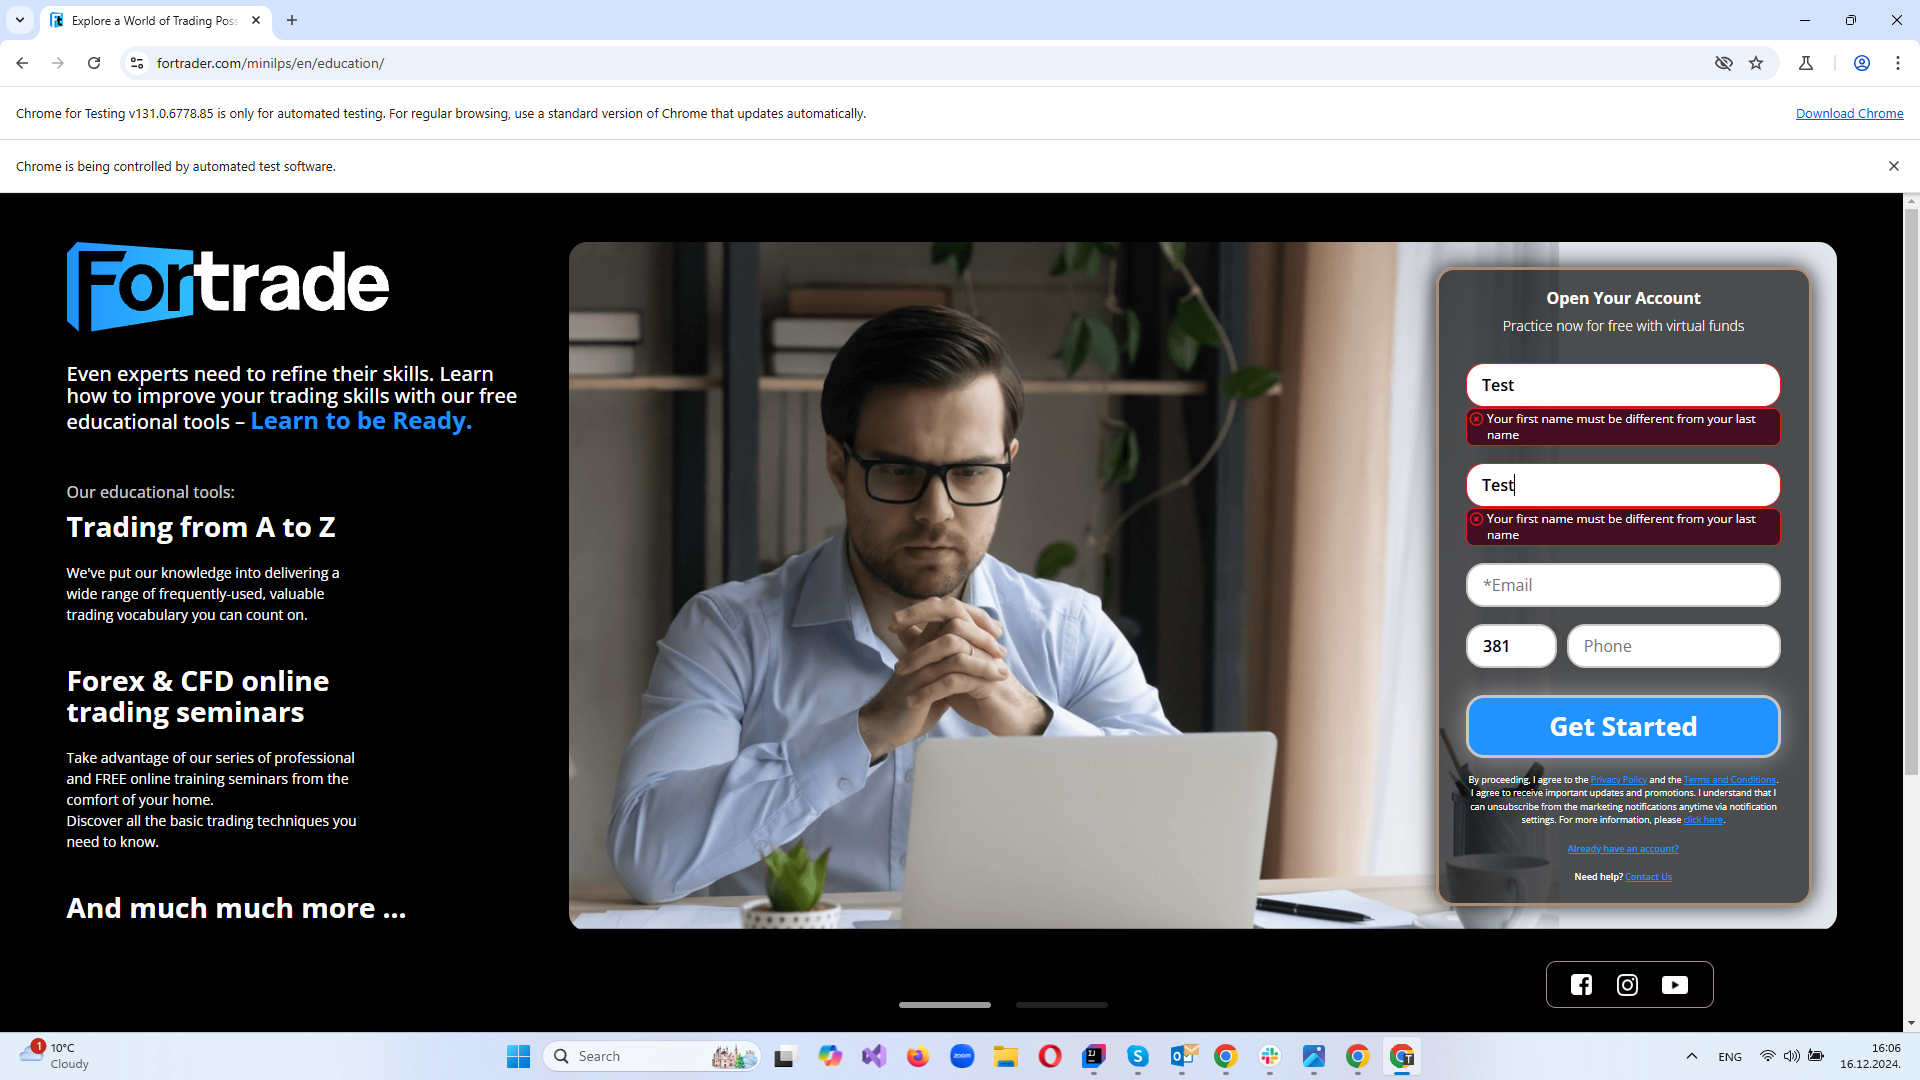 Explore a World of Trading Poss
fortrader.com/minilps/en/education/
Chrome for Testing v131.0.6778.85 is only for automated testing. For regular browsing, use a standard version of Chrome that updates automatically.
Download Chrome
Chrome is being controlled by automated test software.
Fortrade
Even experts need to refine their skills. Learn
how to improve your trading skills with our free
educational tools – Learn to be Ready.
Our educational tools:
Trading from A to Z
We've put our knowledge into delivering a
wide range of frequently-used, valuable
trading vocabulary you can count on.
Forex & CFD online
trading seminars
Take advantage of our series of professional
and FREE online training seminars from the
comfort of your home.
Discover all the basic trading techniques you
need to know.
And much much more ...
Open Your Account
Practice now for free with virtual funds
Test
Your first name must be different from your last
name
Test
Your first name must be different from your last
name
*Email
381
Phone
Get Started
By proceeding, I agree to the Privacy Policy and the Terms and Conditions.
I agree to receive important updates and promotions. I understand that I
can unsubscribe from the marketing notifications anytime via notification
settings. For more information, please click here.
Already have an account?
Need help? Contact Us
1
10°C
Cloudy
Search
zoom
ENG
16:06
16.12.2024.